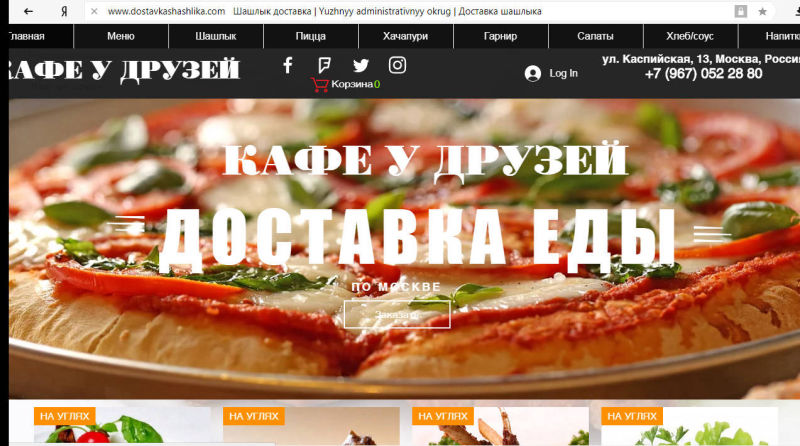 Я www.dostavkashashlika.com Шашлык доставка | Yuzhnyy administrativnyy okrug | Доставка шашлыка
Главная Меню Шашлык Пицца Хачапури Гарнир Салаты Хлеб/соус Напитк
КАФЕ У ДРУЗЕЙ
Корзина 0
Log In
ул. Каспийская, 13, Москва, Россия
+7 (967) 052 28 80
КАФЕ У ДРУЗЕЙ
ДОСТАВКА ЕДЫ
ПО МОСКВЕ
НА УГЛЯХ НА УГЛЯХ НА УГЛЯХ НА УГЛЯХ